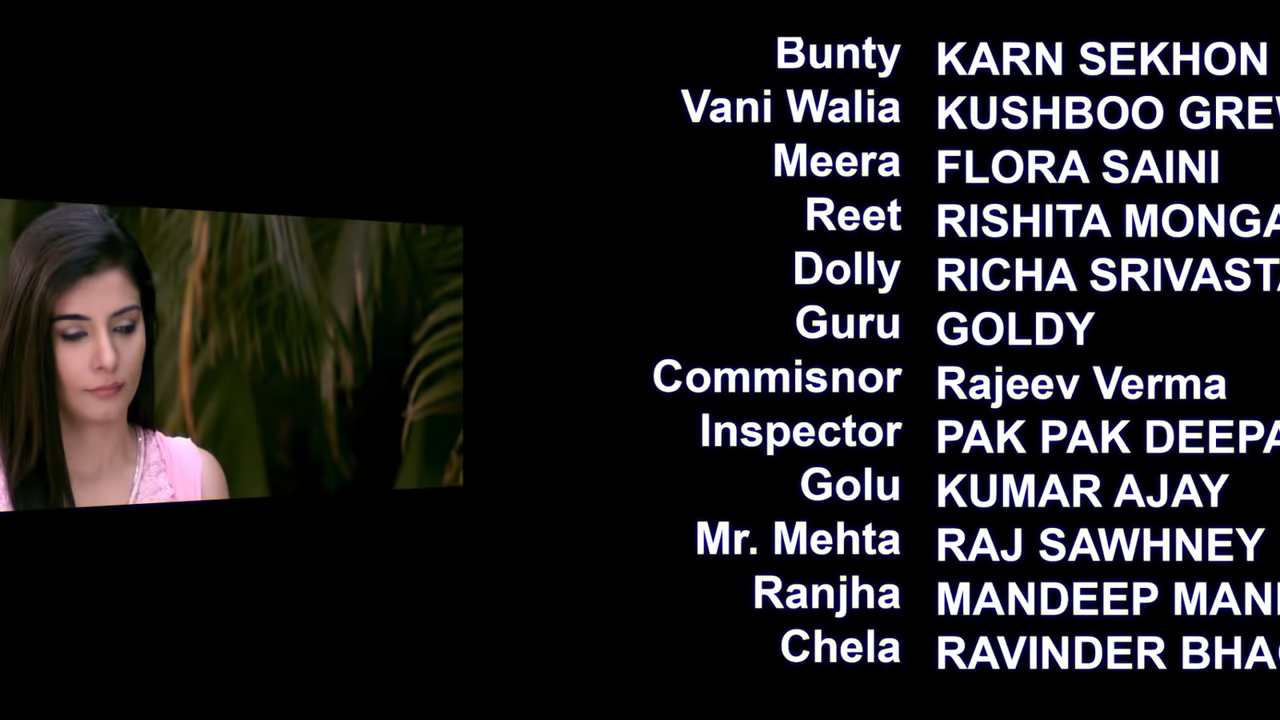 Bunty KARN SEKHON
Vani Walia KUSHBOO
Meera FLORA SAINI
Reet RISHITA MONGA
Dolly RICHA
Guru GOLDY
Commisnor Rajeev Verma
Inspector PAK PAK
Golu KUMAR AJAY
Mr. Mehta RAJ SAWHNEY
Ranjha MANDEEP
Chela RAVINDER